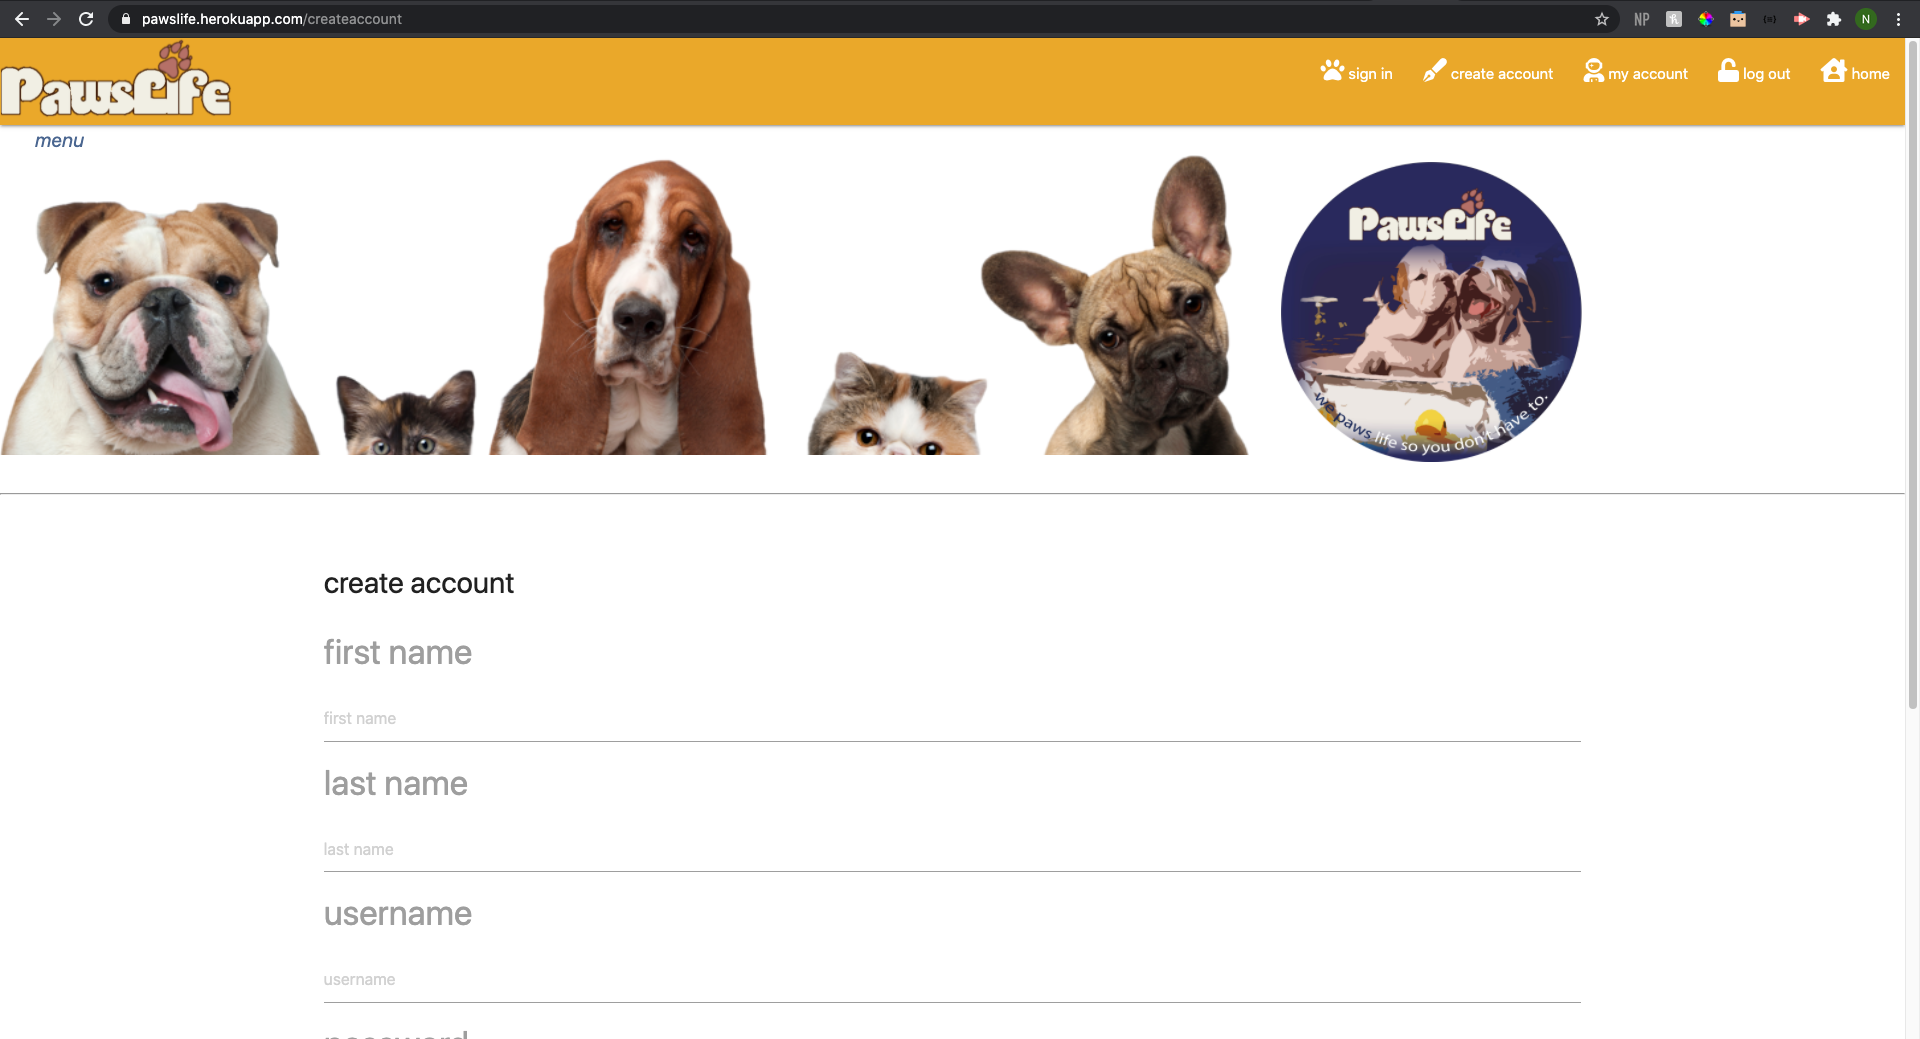 pawslife.herokuapp.com/createaccount
NP
N
PawsLife
sign in
create account
my account
log out
home
menu
PawsLife
we paws life so you don't have to.
create account
first name
first name
last name
last name
username
username
password